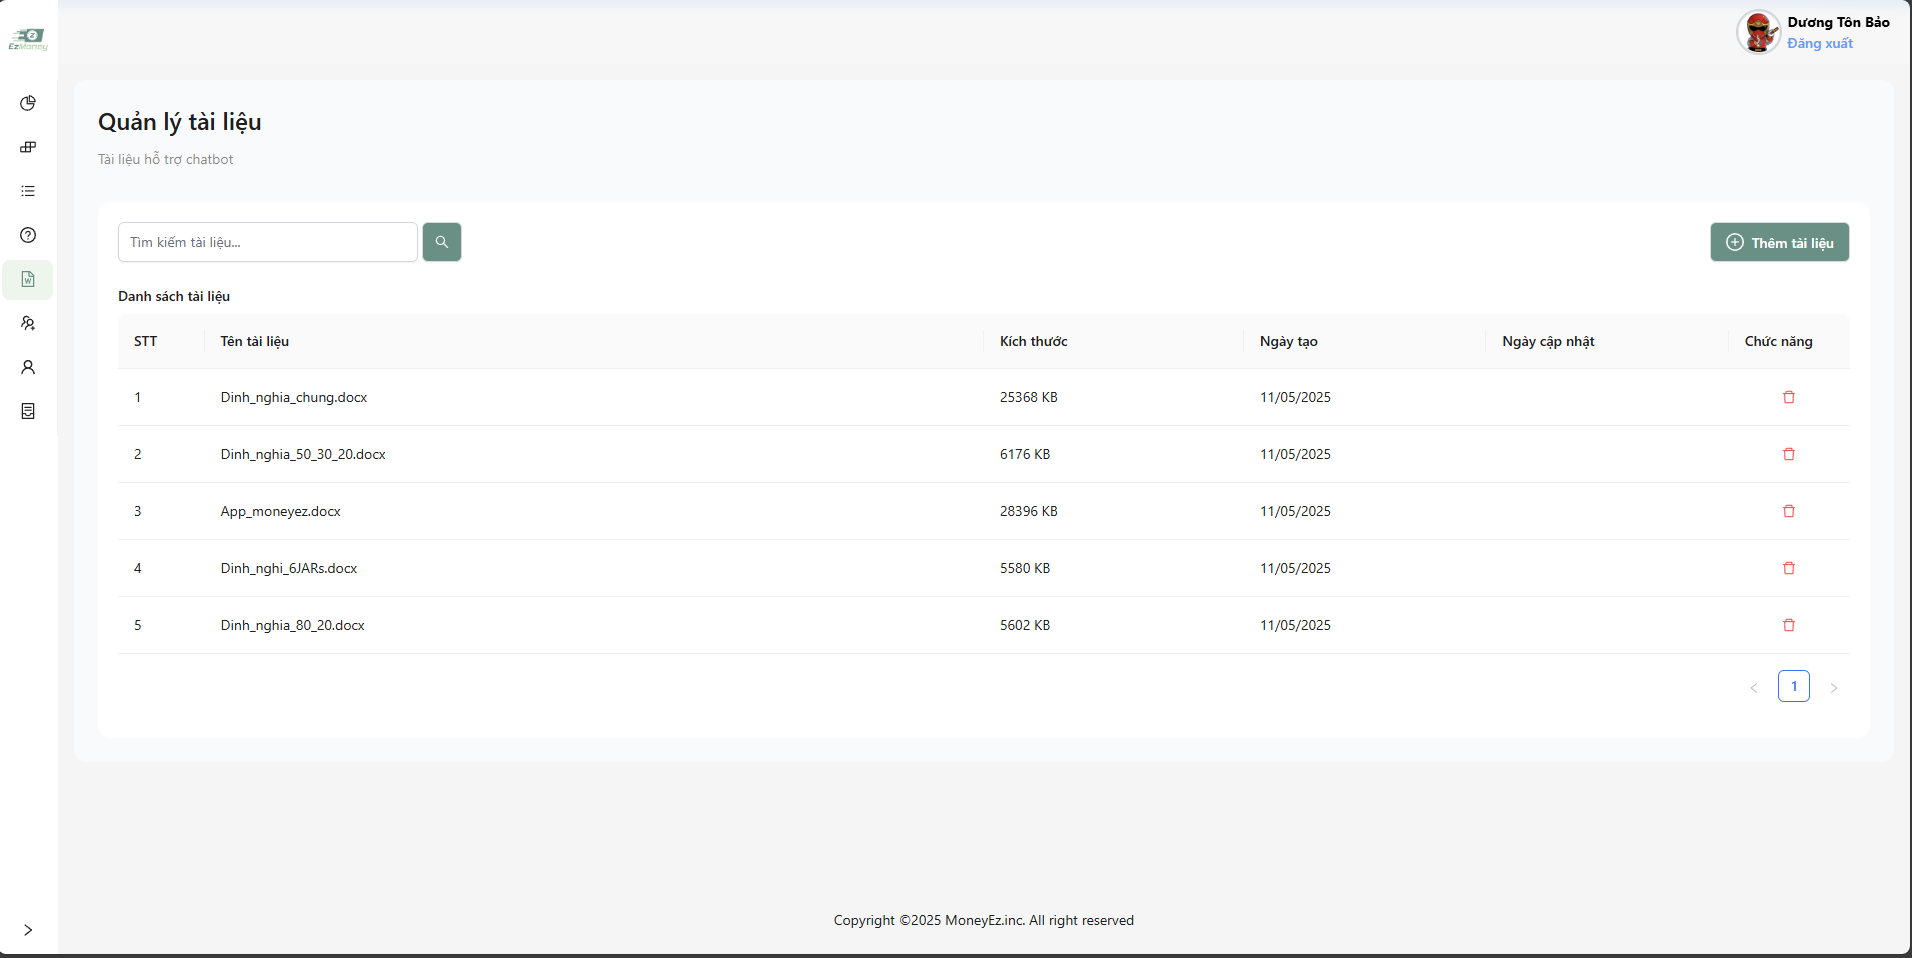 EzMoney
Dương Tôn Bảo
Đăng xuất
Quản lý tài liệu
Tài liệu hỗ trợ chatbot
Tìm kiếm tài liệu...
Thêm tài liệu
Danh sách tài liệu
STT Tên tài liệu Kích thước Ngày tạo Ngày cập nhật Chức năng
1 Dinh_nghia_chung.docx 25368 KB 11/05/2025
2 Dinh_nghia_50_30_20.docx 6176 KB 11/05/2025
3 App_moneyez.docx 28396 KB 11/05/2025
4 Dinh_nghi_6JARs.docx 5580 KB 11/05/2025
5 Dinh_nghia_80_20.docx 5602 KB 11/05/2025
< 1 >
Copyright ©2025 MoneyEz.inc. All right reserved